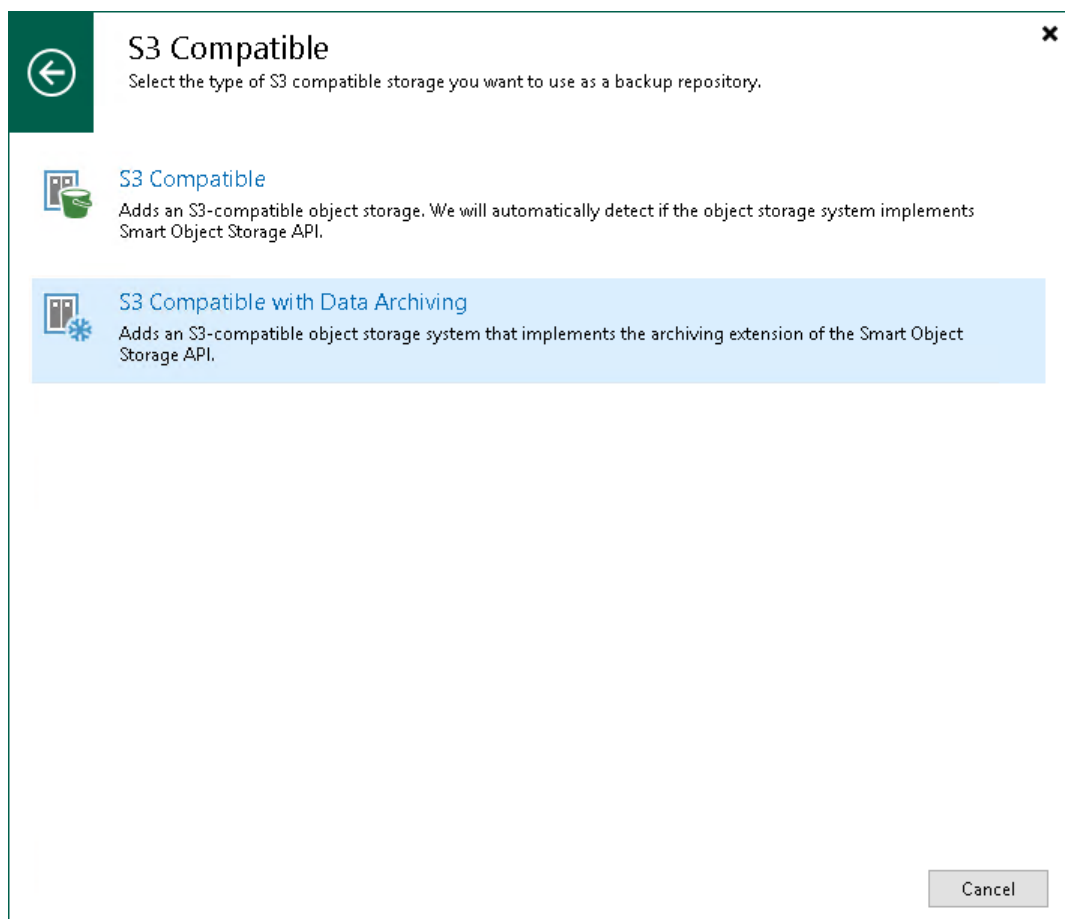 S3 Compatible
Select the type of S3 compatible storage you want to use as a backup repository.
S3 Compatible
Adds an S3-compatible object storage. We will automatically detect if the object storage system implements
Smart Object Storage API.
S3 Compatible with Data Archiving
Adds an S3-compatible object storage system that implements the archiving extension of the Smart Object
Storage API.
Cancel